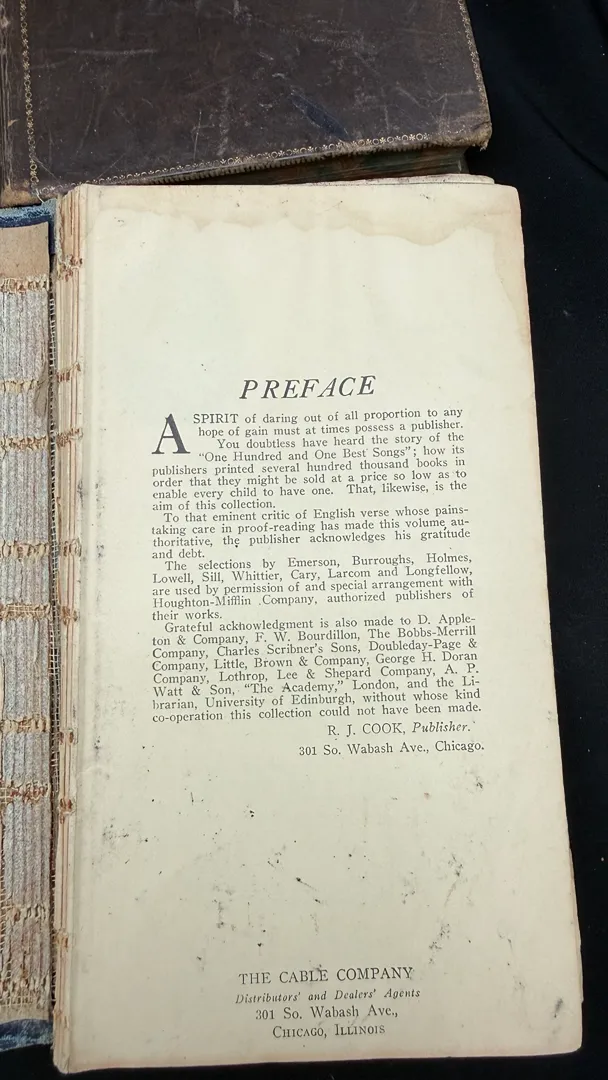 PREFACE
A SPIRIT of daring out of all proportion to any
hope of gain must at times possess a publisher.
You doubtless have heard the story of the
"One Hundred and One Best Songs"; how its
publishers printed several hundred thousand books in
order that they might be sold at a price so low as to
enable every child to have one. That, likewise, is the
aim of this collection.
To that eminent critic of English verse whose pains-
taking care in proof-reading has made this volume au-
thoritative, the publisher acknowledges his gratitude
and debt.
The selections by Emerson, Burroughs, Holmes,
Lowell, Sill, Whittier, Cary, Larcom and Longfellow,
are used by permission of and special arrangement with
Houghton-Mifflin Company, authorized publishers of
their works.
Grateful acknowledgment is also made to D. Apple-
ton & Company, F. W. Bourdillon, The Bobbs-Merrill
Company, Charles Scribner's Sons, Doubleday-Page &
Company, Little, Brown & Company, George H. Doran
Company, Lothrop, Lee & Shepard Company, A. P.
Watt & Son, "The Academy," London, and the Li-
brarian, University of Edinburgh, without whose kind
co-operation this collection could not have been made.
R. J. COOK, Publisher.
301 So. Wabash Ave., Chicago.
THE CABLE COMPANY
Distributors' and Dealers' Agents
301 So. Wabash Ave.,
CHICAGO, ILLINOIS